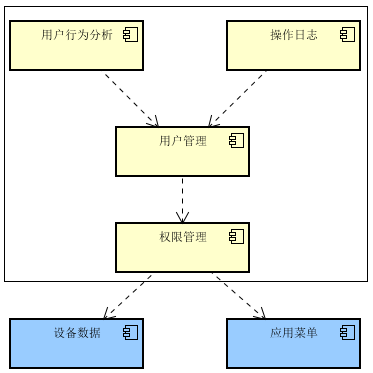 用户行为分析
操作日志
用户管理
权限管理
设备数据
应用菜单